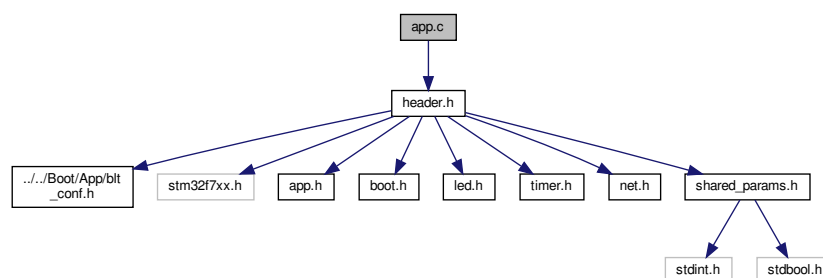 app.c
header.h
../../Boot/App/blt
_conf.h
stm32f7xx.h
app.h
boot.h
led.h
timer.h
net.h
shared_params.h
stdint.h
stdbool.h